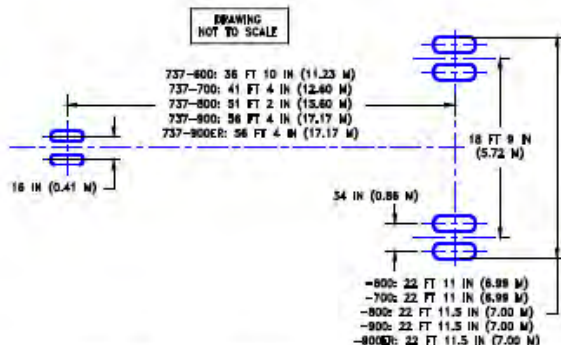 DRAWING
NOT TO SCALE
737-600: 36 FT 10 IN (11.23 M)
737-700: 41 FT 4 IN (12.60 M)
737-800: 51 FT 2 IN (15.60 M)
737-900: 56 FT 4 IN (17.17 M)
737-900ER: 56 FT 4 IN (17.17 M)
18 FT 9 IN
(5.72 M)
16 IN (0.41 M)
34 IN (0.86 M)
-600: 22 FT 11 IN (6.99 M)
-700: 22 FT 11 IN (6.99 M)
-800: 22 FT 11.5 IN (7.00 M)
-900: 22 FT 11.5 IN (7.00 M)
-900ER: 22 FT 11.5 IN (7.00 M)